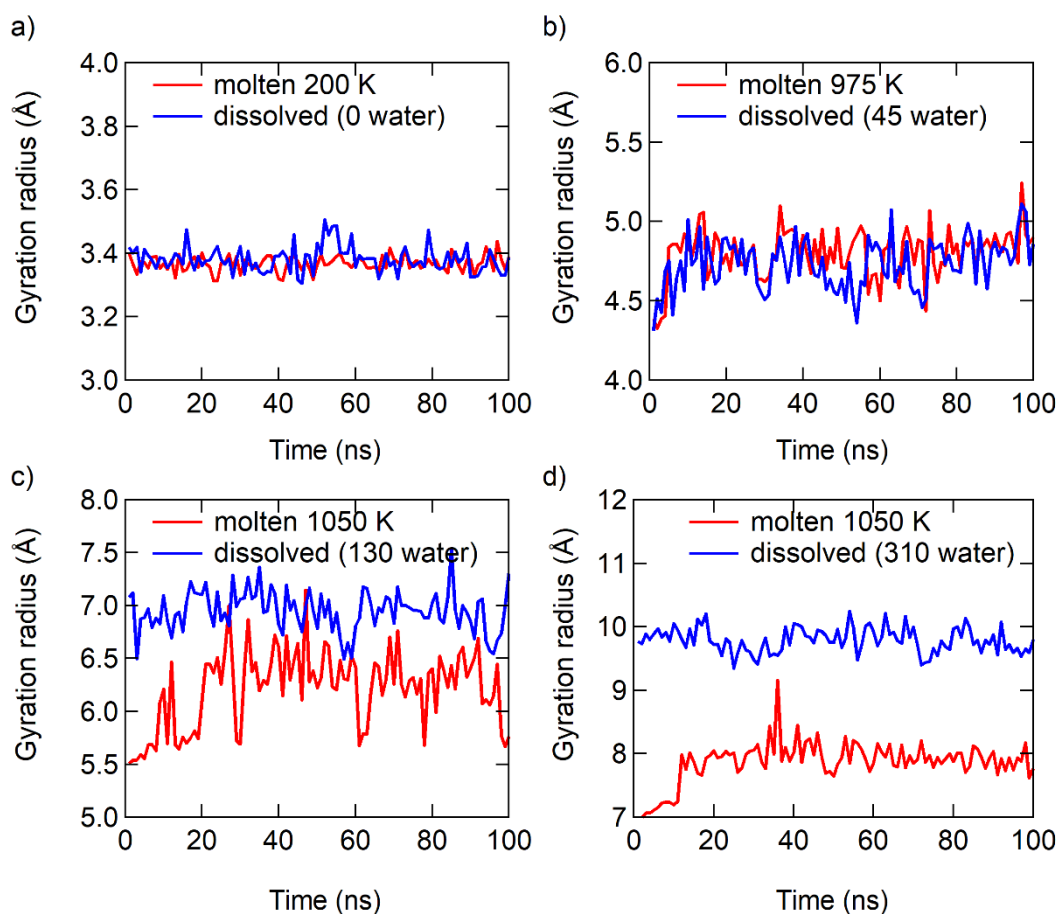 a)
4.0
3.8
3.6
3.4
3.2
3.0
Gyration radius (Å)
molten 200 K
dissolved (0 water)
0 20 40 60 80 100
Time (ns)
b)
6.0
5.5
5.0
4.5
4.0
Gyration radius (Å)
molten 975 K
dissolved (45 water)
0 20 40 60 80 100
Time (ns)
c)
8.0
7.5
7.0
6.5
6.0
5.5
5.0
Gyration radius (Å)
molten 1050 K
dissolved (130 water)
0 20 40 60 80 100
Time (ns)
d)
12
11
10
9
8
7
Gyration radius (Å)
molten 1050 K
dissolved (310 water)
0 20 40 60 80 100
Time (ns)